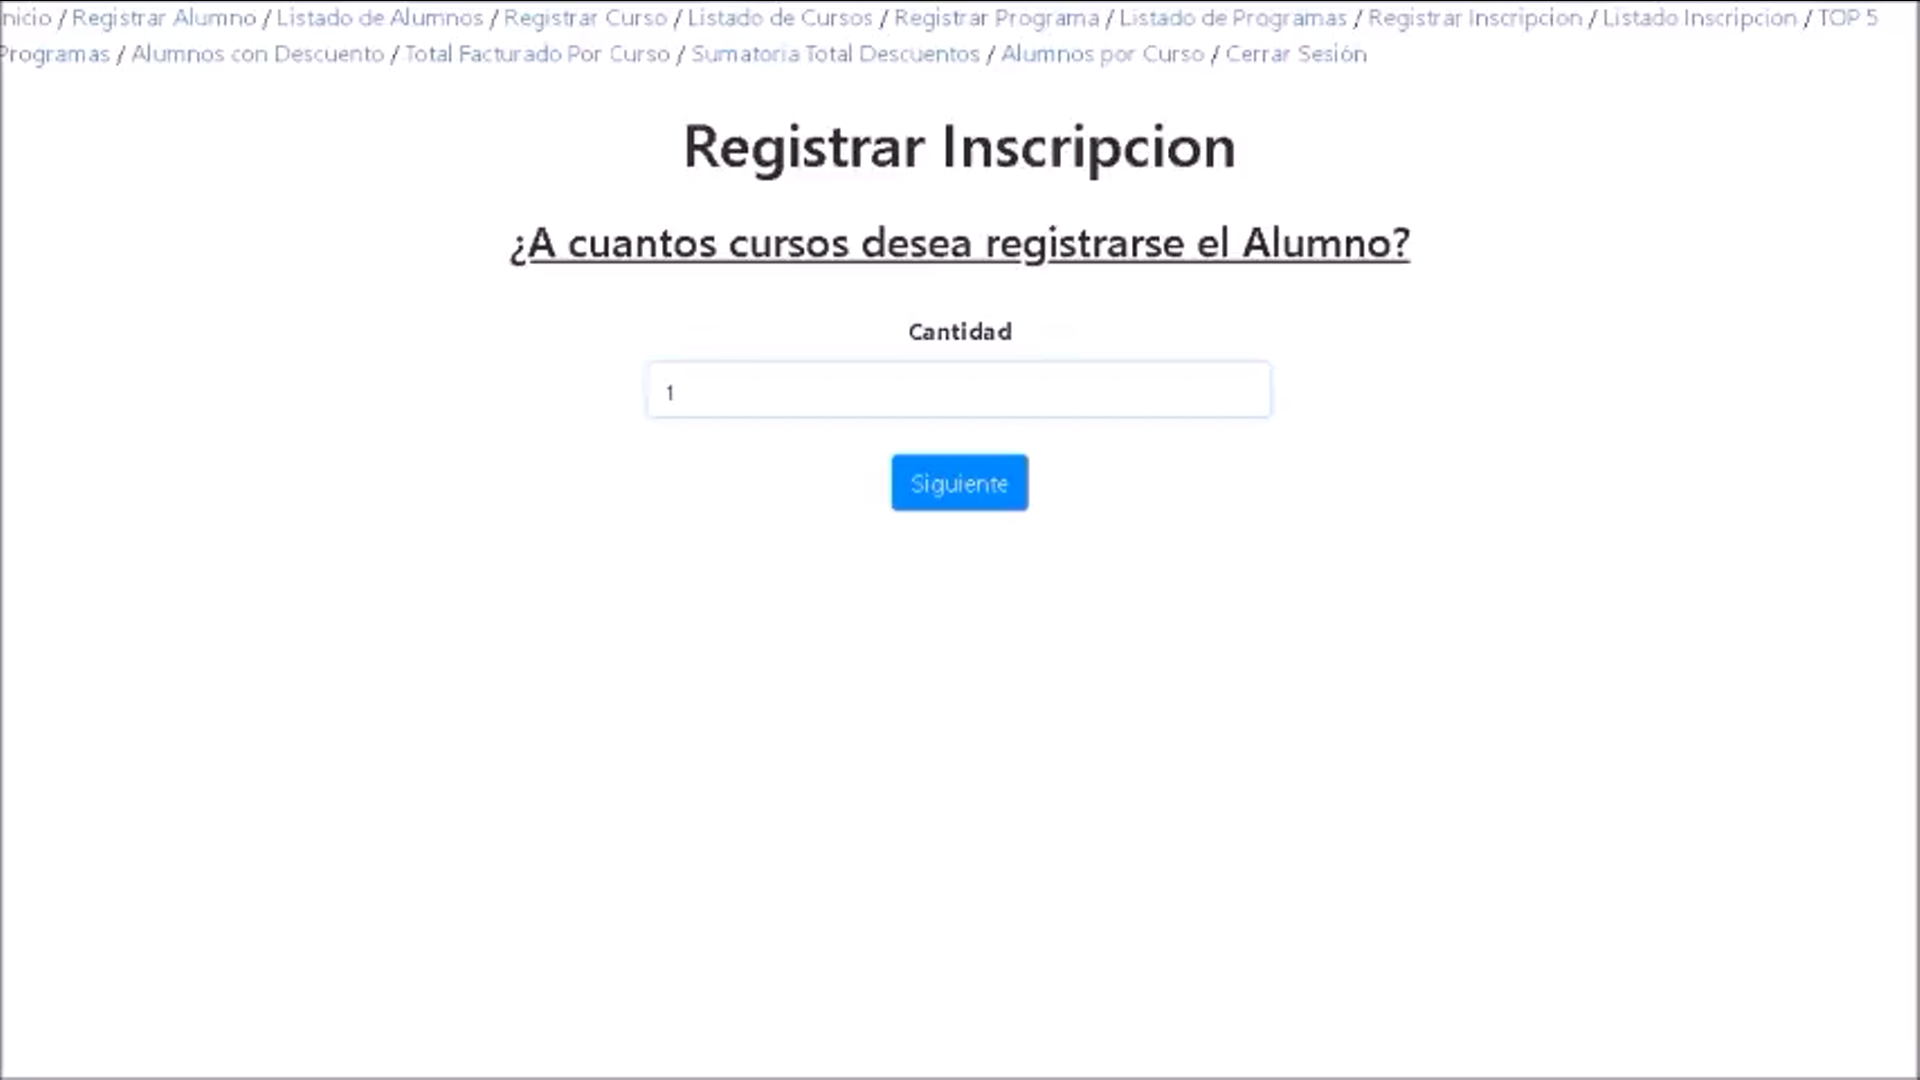 nicio / Registrar Alumno / Listado de Alumnos / Registrar Curso / Listado de Cursos / Registrar Programa / Listado de Programas / Registrar Inscripcion / Listado Inscripcion / TOP 5
Programas / Alumnos con Descuento / Total Facturado Por Curso / Sumatoria Total Descuentos / Alumnos por Curso / Cerrar Sesión
Registrar Inscripcion
¿A cuantos cursos desea registrarse el Alumno?
Cantidad
1
Siguiente